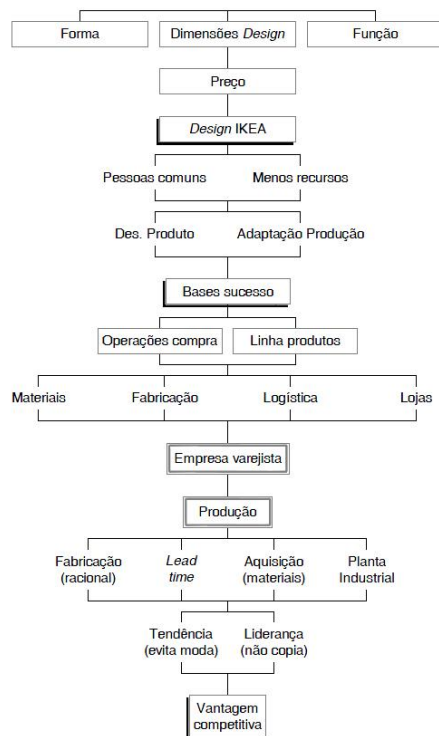 Forma
Dimensões Design
Função
Preço
Design IKEA
Pessoas comuns
Menos recursos
Des. Produto
Adaptação Produção
Bases sucesso
Operações compra
Linha produtos
Materiais
Fabricação
Logística
Lojas
Empresa varejista
Produção
Fabricação
(racional)
Lead
time
Aquisição
(materiais)
Planta
Industrial
Tendência
(evita moda)
Liderança
(não copia)
Vantagem
competitiva